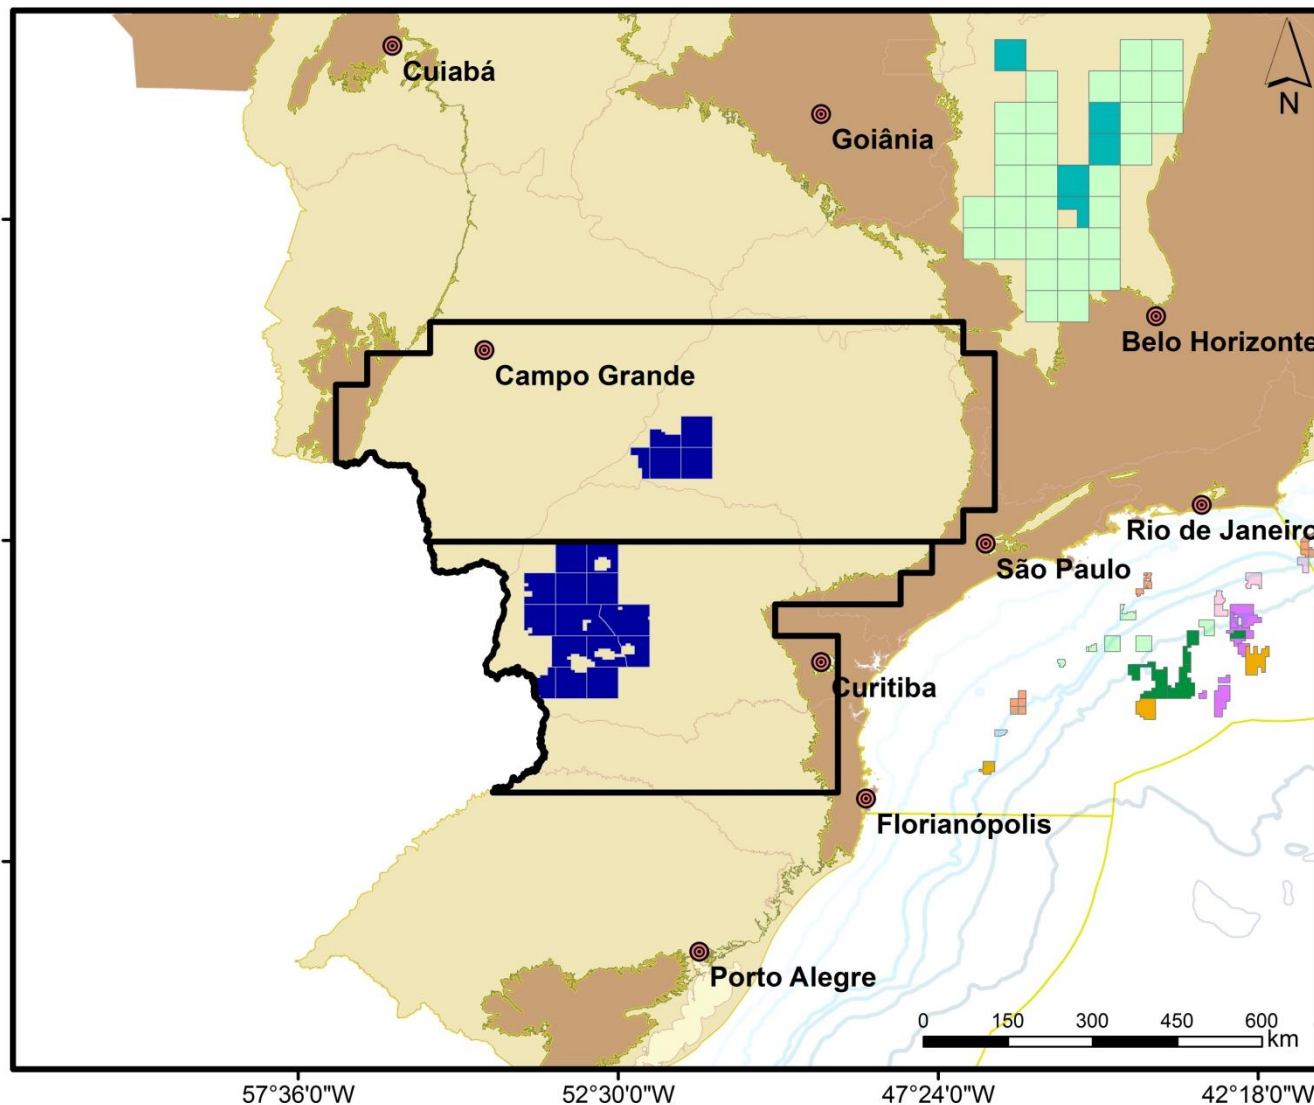 Cuiabá
Goiânia
N
Belo Horizonte
Campo Grande
Rio de Janeiro
São Paulo
Curitiba
Florianópolis
Porto Alegre
0 150 300 450 600
km
57°36'0"W 52°30'0"W 47°24'0"W 42°18'0"W